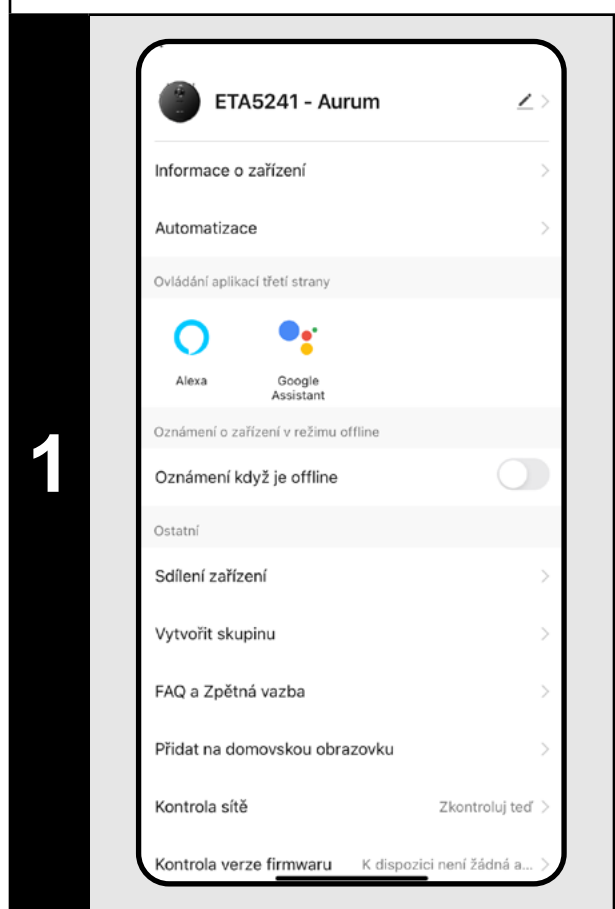 1
ETA5241 - Aurum
Informace o zařízení
Automatizace
Ovládání aplikací třetí strany
Alexa
Google
Assistant
Oznámení o zařízení v režimu offline
Oznámení když je offline
Ostatní
Sdílení zařízení
Vytvořit skupinu
FAQ a Zpětná vazba
Přidat na domovskou obrazovku
Kontrola sítě Zkontroluj teď
Kontrola verze firmwaru K dispozici není žádná a...